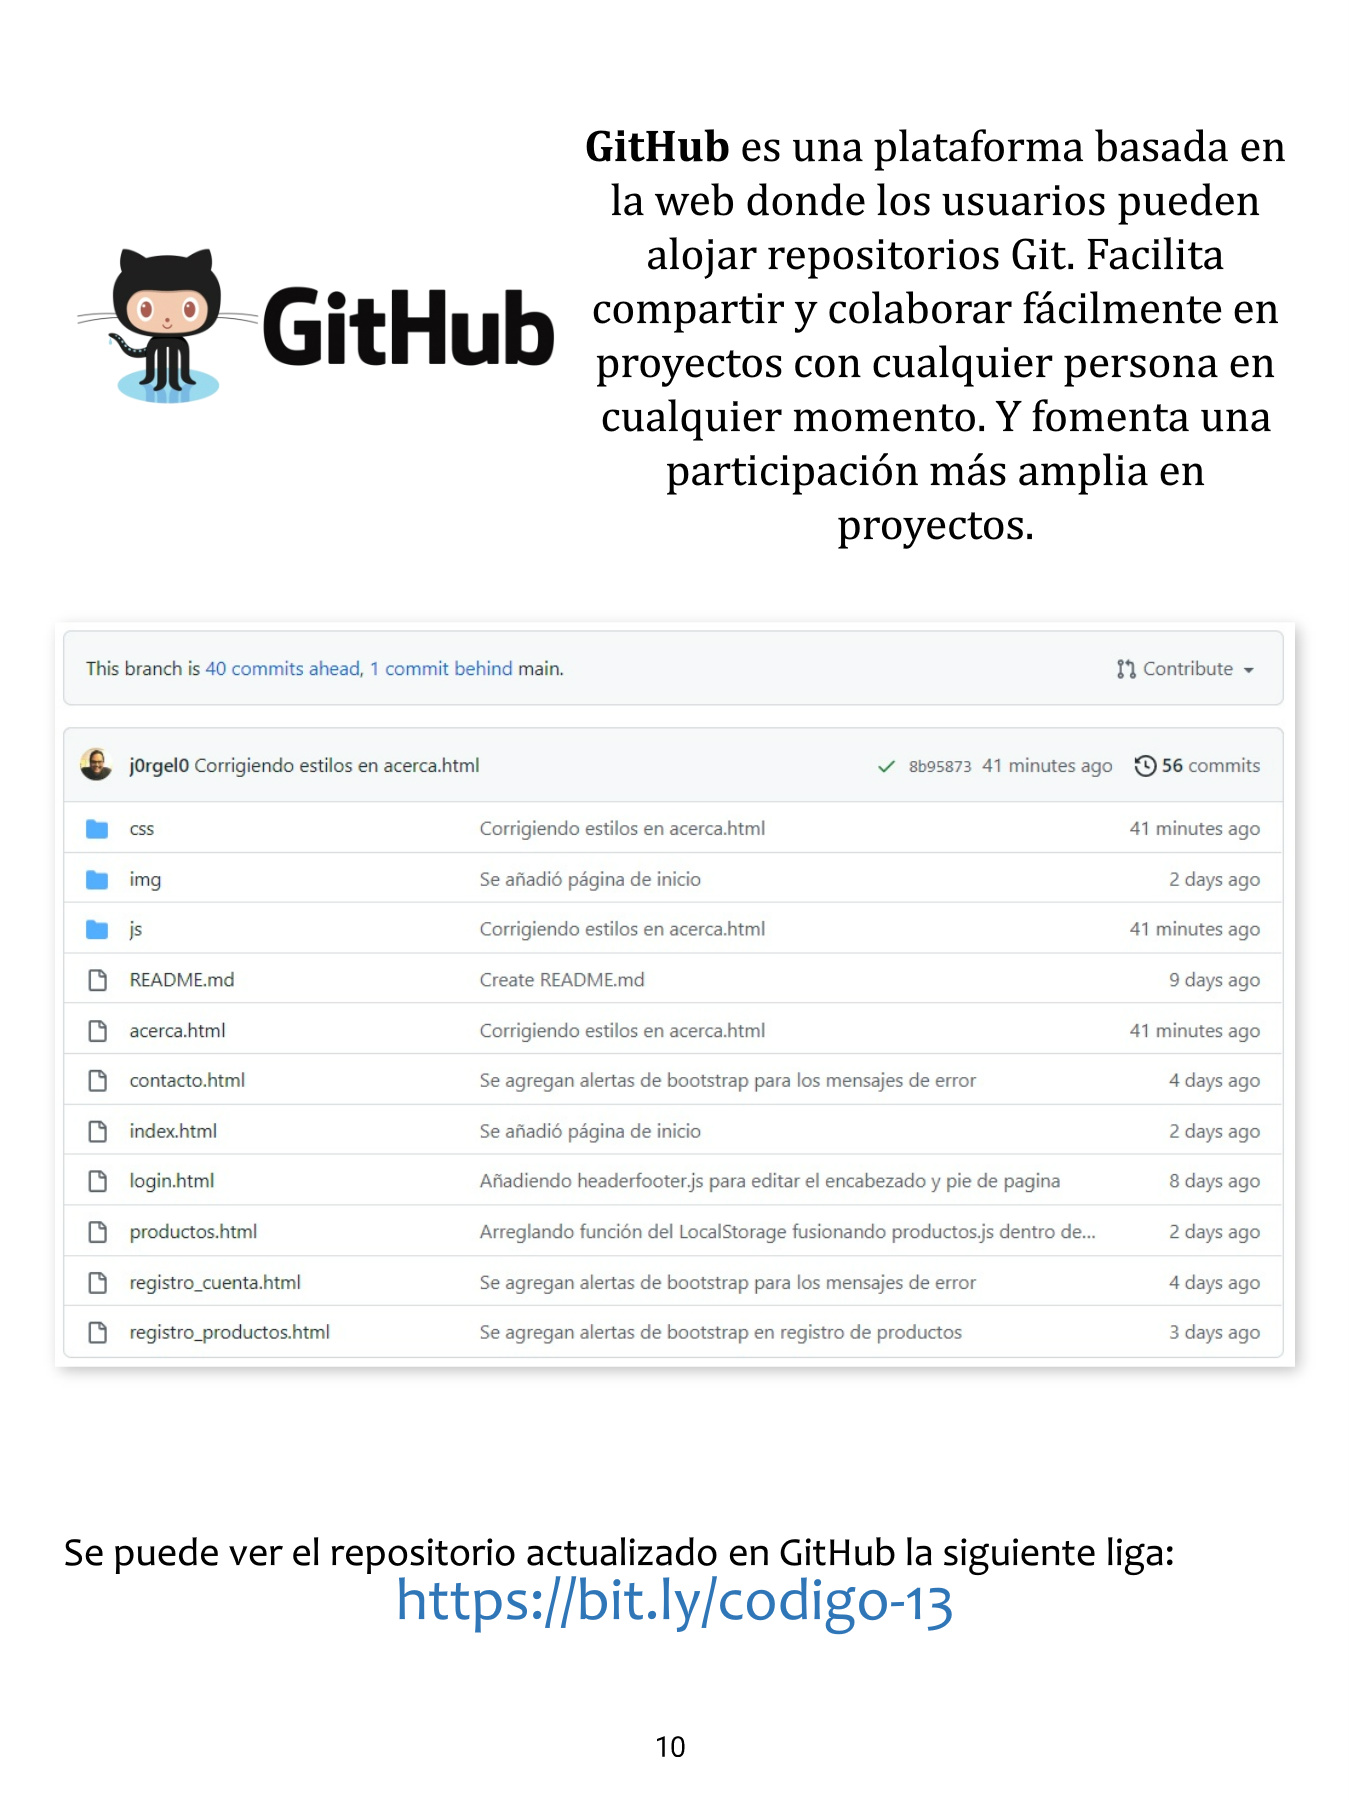 GitHub
GitHub es una plataforma basada en
la web donde los usuarios pueden
alojar repositorios Git. Facilita
compartir y colaborar fácilmente en
proyectos con cualquier persona en
cualquier momento. Y fomenta una
participación más amplia en
proyectos.
This branch is 40 commits ahead, 1 commit behind main. Contribute
j0rgel0 Corrigiendo estilos en acerca.html 8b95873 41 minutes ago 56 commits
css Corrigiendo estilos en acerca.html 41 minutes ago
img Se añadió página de inicio 2 days ago
js Corrigiendo estilos en acerca.html 41 minutes ago
README.md Create README.md 9 days ago
acerca.html Corrigiendo estilos en acerca.html 41 minutes ago
contacto.html Se agregan alertas de bootstrap para los mensajes de error 4 days ago
index.html Se añadió página de inicio 2 days ago
login.html Añadiendo headerfooter.js para editar el encabezado y pie de pagina 8 days ago
productos.html Arreglando función del LocalStorage fusionando productos.js dentro de... 2 days ago
registro_cuenta.html Se agregan alertas de bootstrap para los mensajes de error 4 days ago
registro_productos.html Se agregan alertas de bootstrap en registro de productos 3 days ago
Se puede ver el repositorio actualizado en GitHub la siguiente liga:
https://bit.ly/codigo-13
10